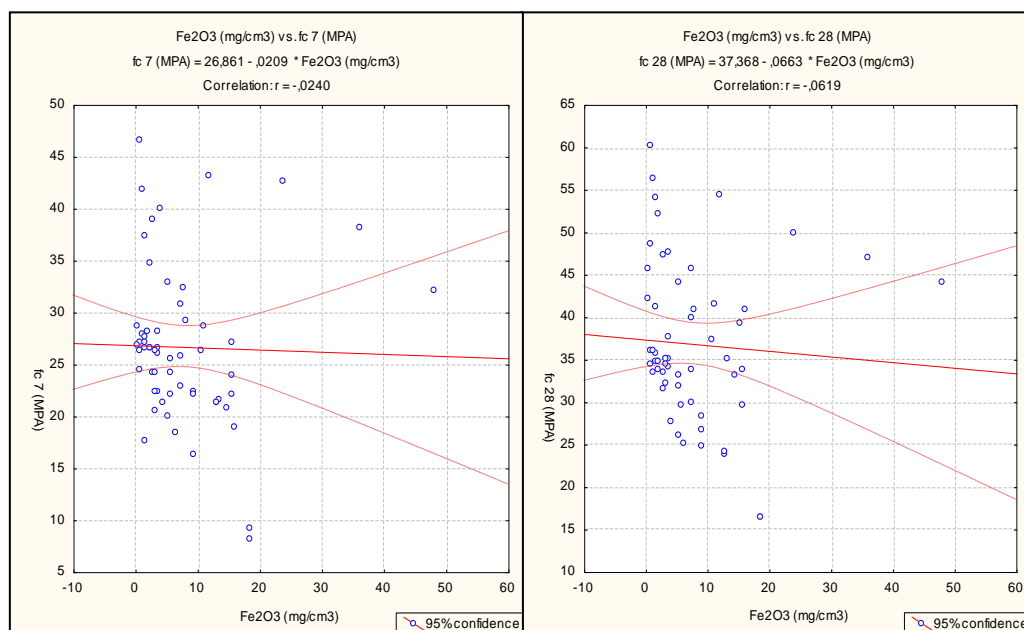 Fe2O3 (mg/cm3) vs. fc 7 (MPA)
fc 7 (MPA) = 26,861 - ,0209 * Fe2O3 (mg/cm3)
Correlation: r = -,0240
50
45
40
35
30
25
20
15
10
5
fc 7 (MPA)
-10 0 10 20 30 40 50 60
Fe2O3 (mg/cm3)
95% confidence
Fe2O3 (mg/cm3) vs. fc 28 (MPA)
fc 28 (MPA) = 37,368 - ,0663 * Fe2O3 (mg/cm3)
Correlation: r = -,0619
65
60
55
50
45
40
35
30
25
20
15
10
fc 28 (MPA)
-10 0 10 20 30 40 50 60
Fe2O3 (mg/cm3)
95% confidence